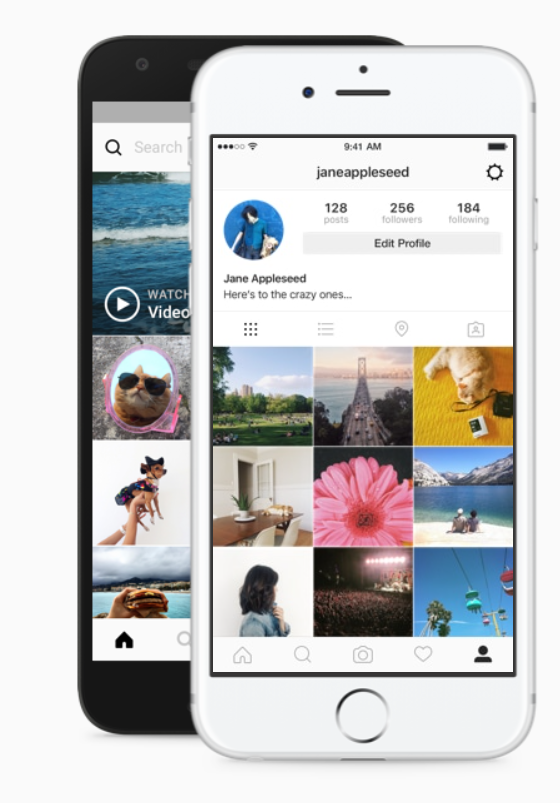 Search
WATCH
Video
9:41 AM
janeappleseed
128
posts
256
followers
184
following
Edit Profile
Jane Appleseed
Here's to the crazy ones...